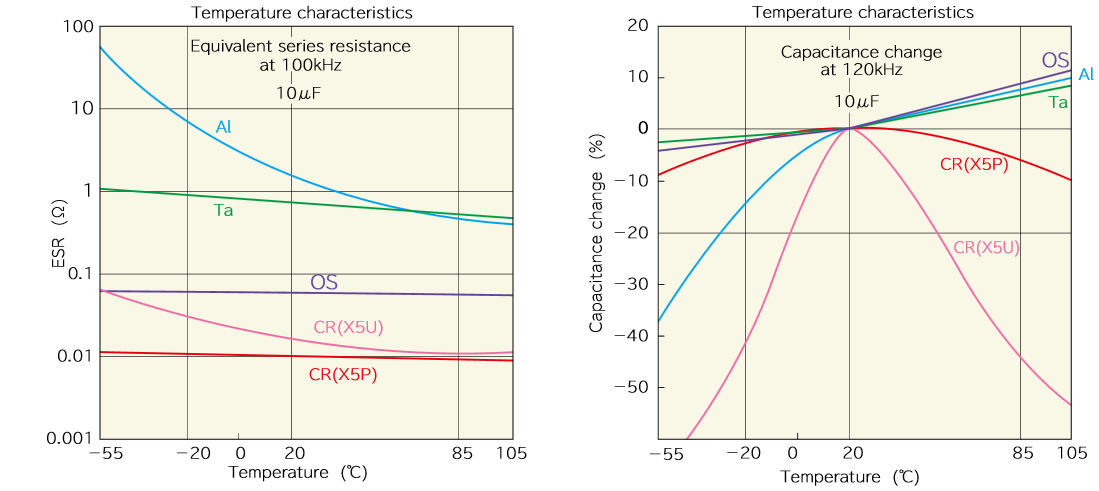 Temperature characteristics
Equivalent series resistance
at 100kHz
10μF
100
10
1
0.1
0.01
0.001
ESR (Ω)
Al
Ta
OS
CR(X5U)
CR(X5P)
−55
−20
0
20
85
105
Temperature (℃)
Temperature characteristics
Capacitance change
at 120kHz
10μF
20
10
0
−10
−20
−30
−40
−50
Capacitance change (%)
OS
Al
Ta
CR(X5P)
CR(X5U)
−55
−20
0
20
85
105
Temperature (℃)